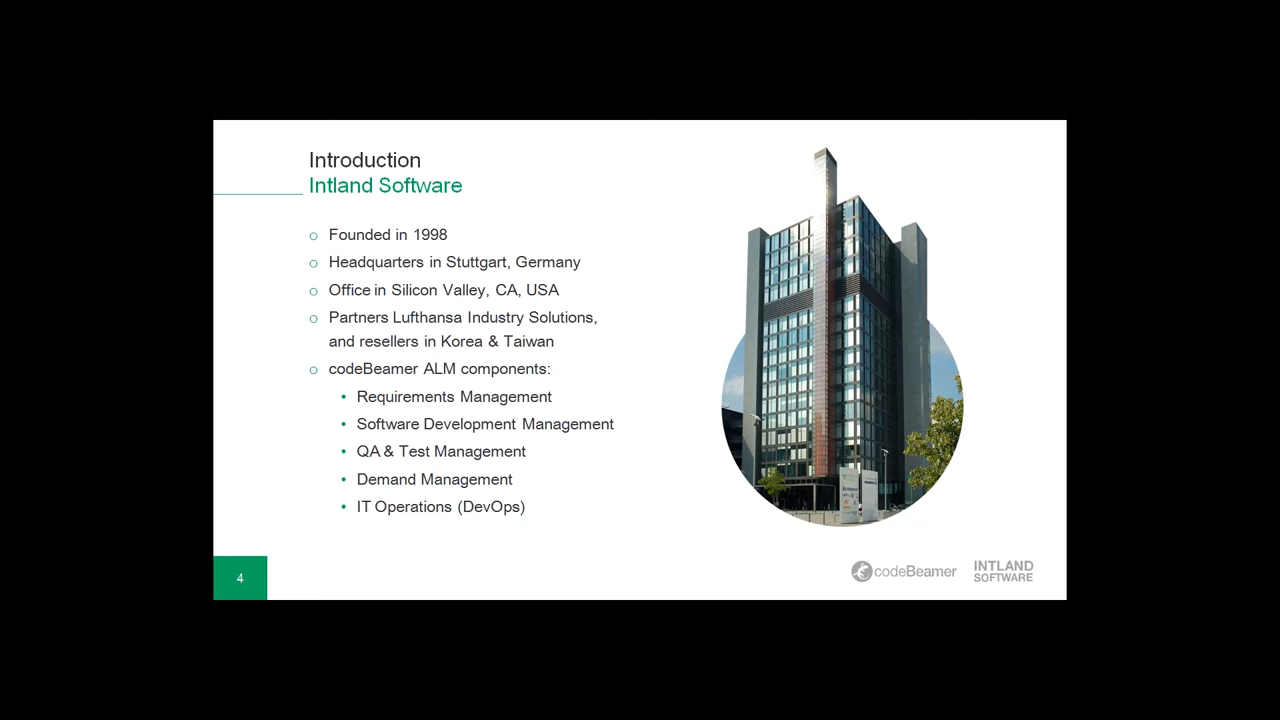 Introduction
Intland Software
Founded in 1998
Headquarters in Stuttgart, Germany
Office in Silicon Valley, CA, USA
Partners Lufthansa Industry Solutions,
and resellers in Korea & Taiwan
codeBeamer ALM components:
Requirements Management
Software Development Management
QA & Test Management
Demand Management
IT Operations (DevOps)
4
codeBeamer
INTLAND
SOFTWARE